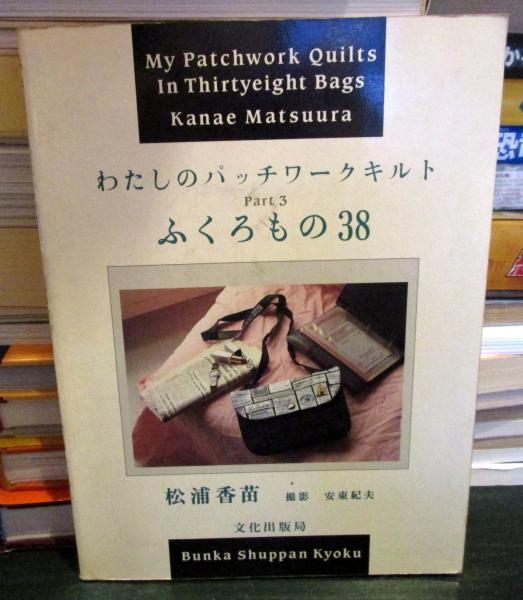 My Patchwork Quilts
In Thirtyeight Bags
Kanae Matsuura
わたしのパッチワークキルト
Part 3
ふくろもの38
松浦香苗 撮影 安東紀夫
文化出版局
Bunka Shuppan Kyoku